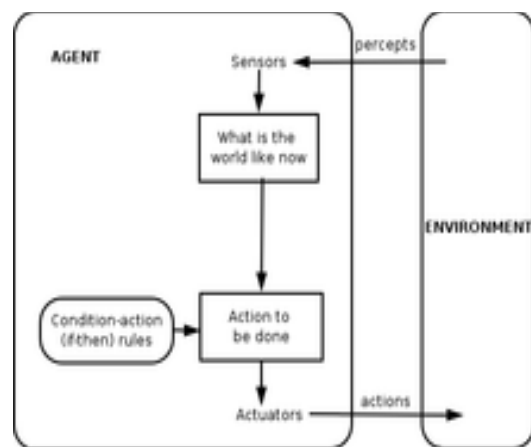 AGENT
Sensors
percepts
What is the
world like now
ENVIRONMENT
Condition-action
(if-then) rules
Action to
be done
Actuators
actions